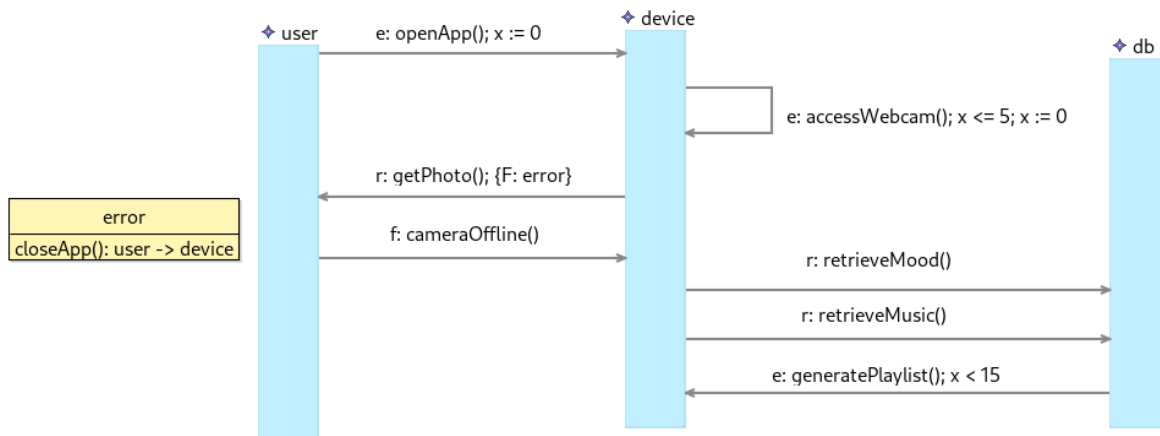 user
device
db
e: openApp(); x := 0
e: accessWebcam(); x <= 5; x := 0
r: getPhoto(); {F: error}
error
closeApp(): user -> device
f: cameraOffline()
r: retrieveMood()
r: retrieveMusic()
e: generatePlaylist(); x < 15